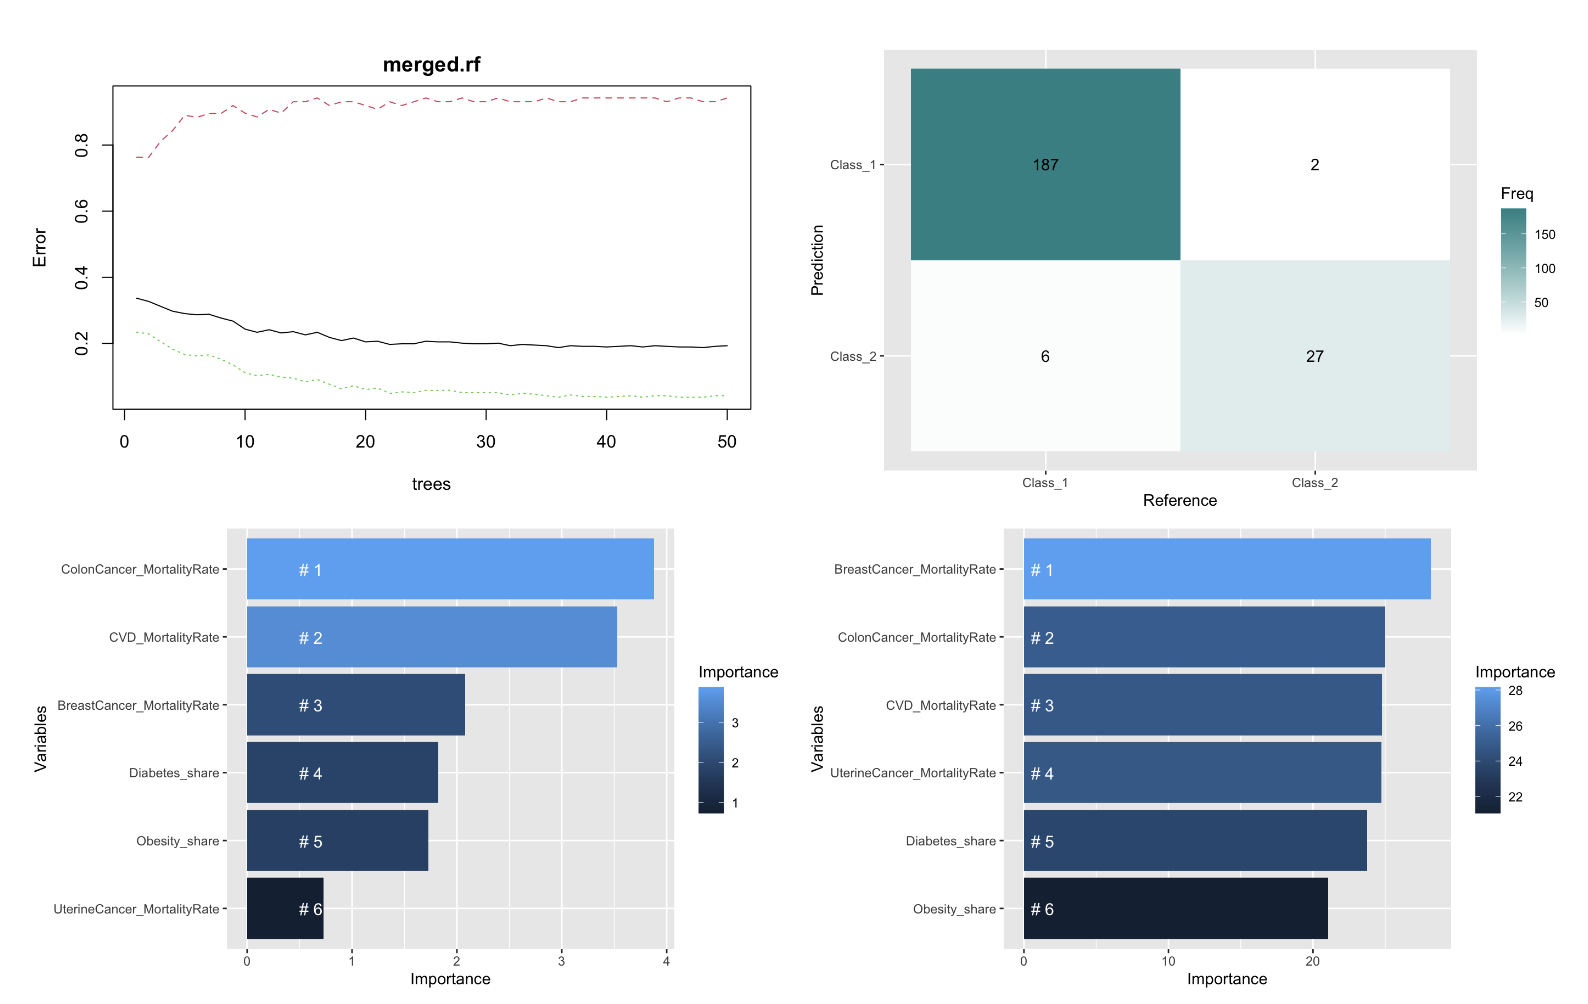 merged.rf
Error
0.8
0.6
0.4
0.2
0 10 20 30 40 50
trees
Prediction
Class_1
187 2
Class_2
6 27
Class_1 Class_2
Reference
Freq
150
100
50
Variables
ColonCancer_MortalityRate # 1
CVD_MortalityRate # 2
BreastCancer_MortalityRate # 3
Diabetes_share # 4
Obesity_share # 5
UterineCancer_MortalityRate # 6
0 1 2 3 4
Importance
Importance
3
2
1
Variables
BreastCancer_MortalityRate # 1
ColonCancer_MortalityRate # 2
CVD_MortalityRate # 3
UterineCancer_MortalityRate # 4
Diabetes_share # 5
Obesity_share # 6
0 10 20
Importance
Importance
28
26
24
22